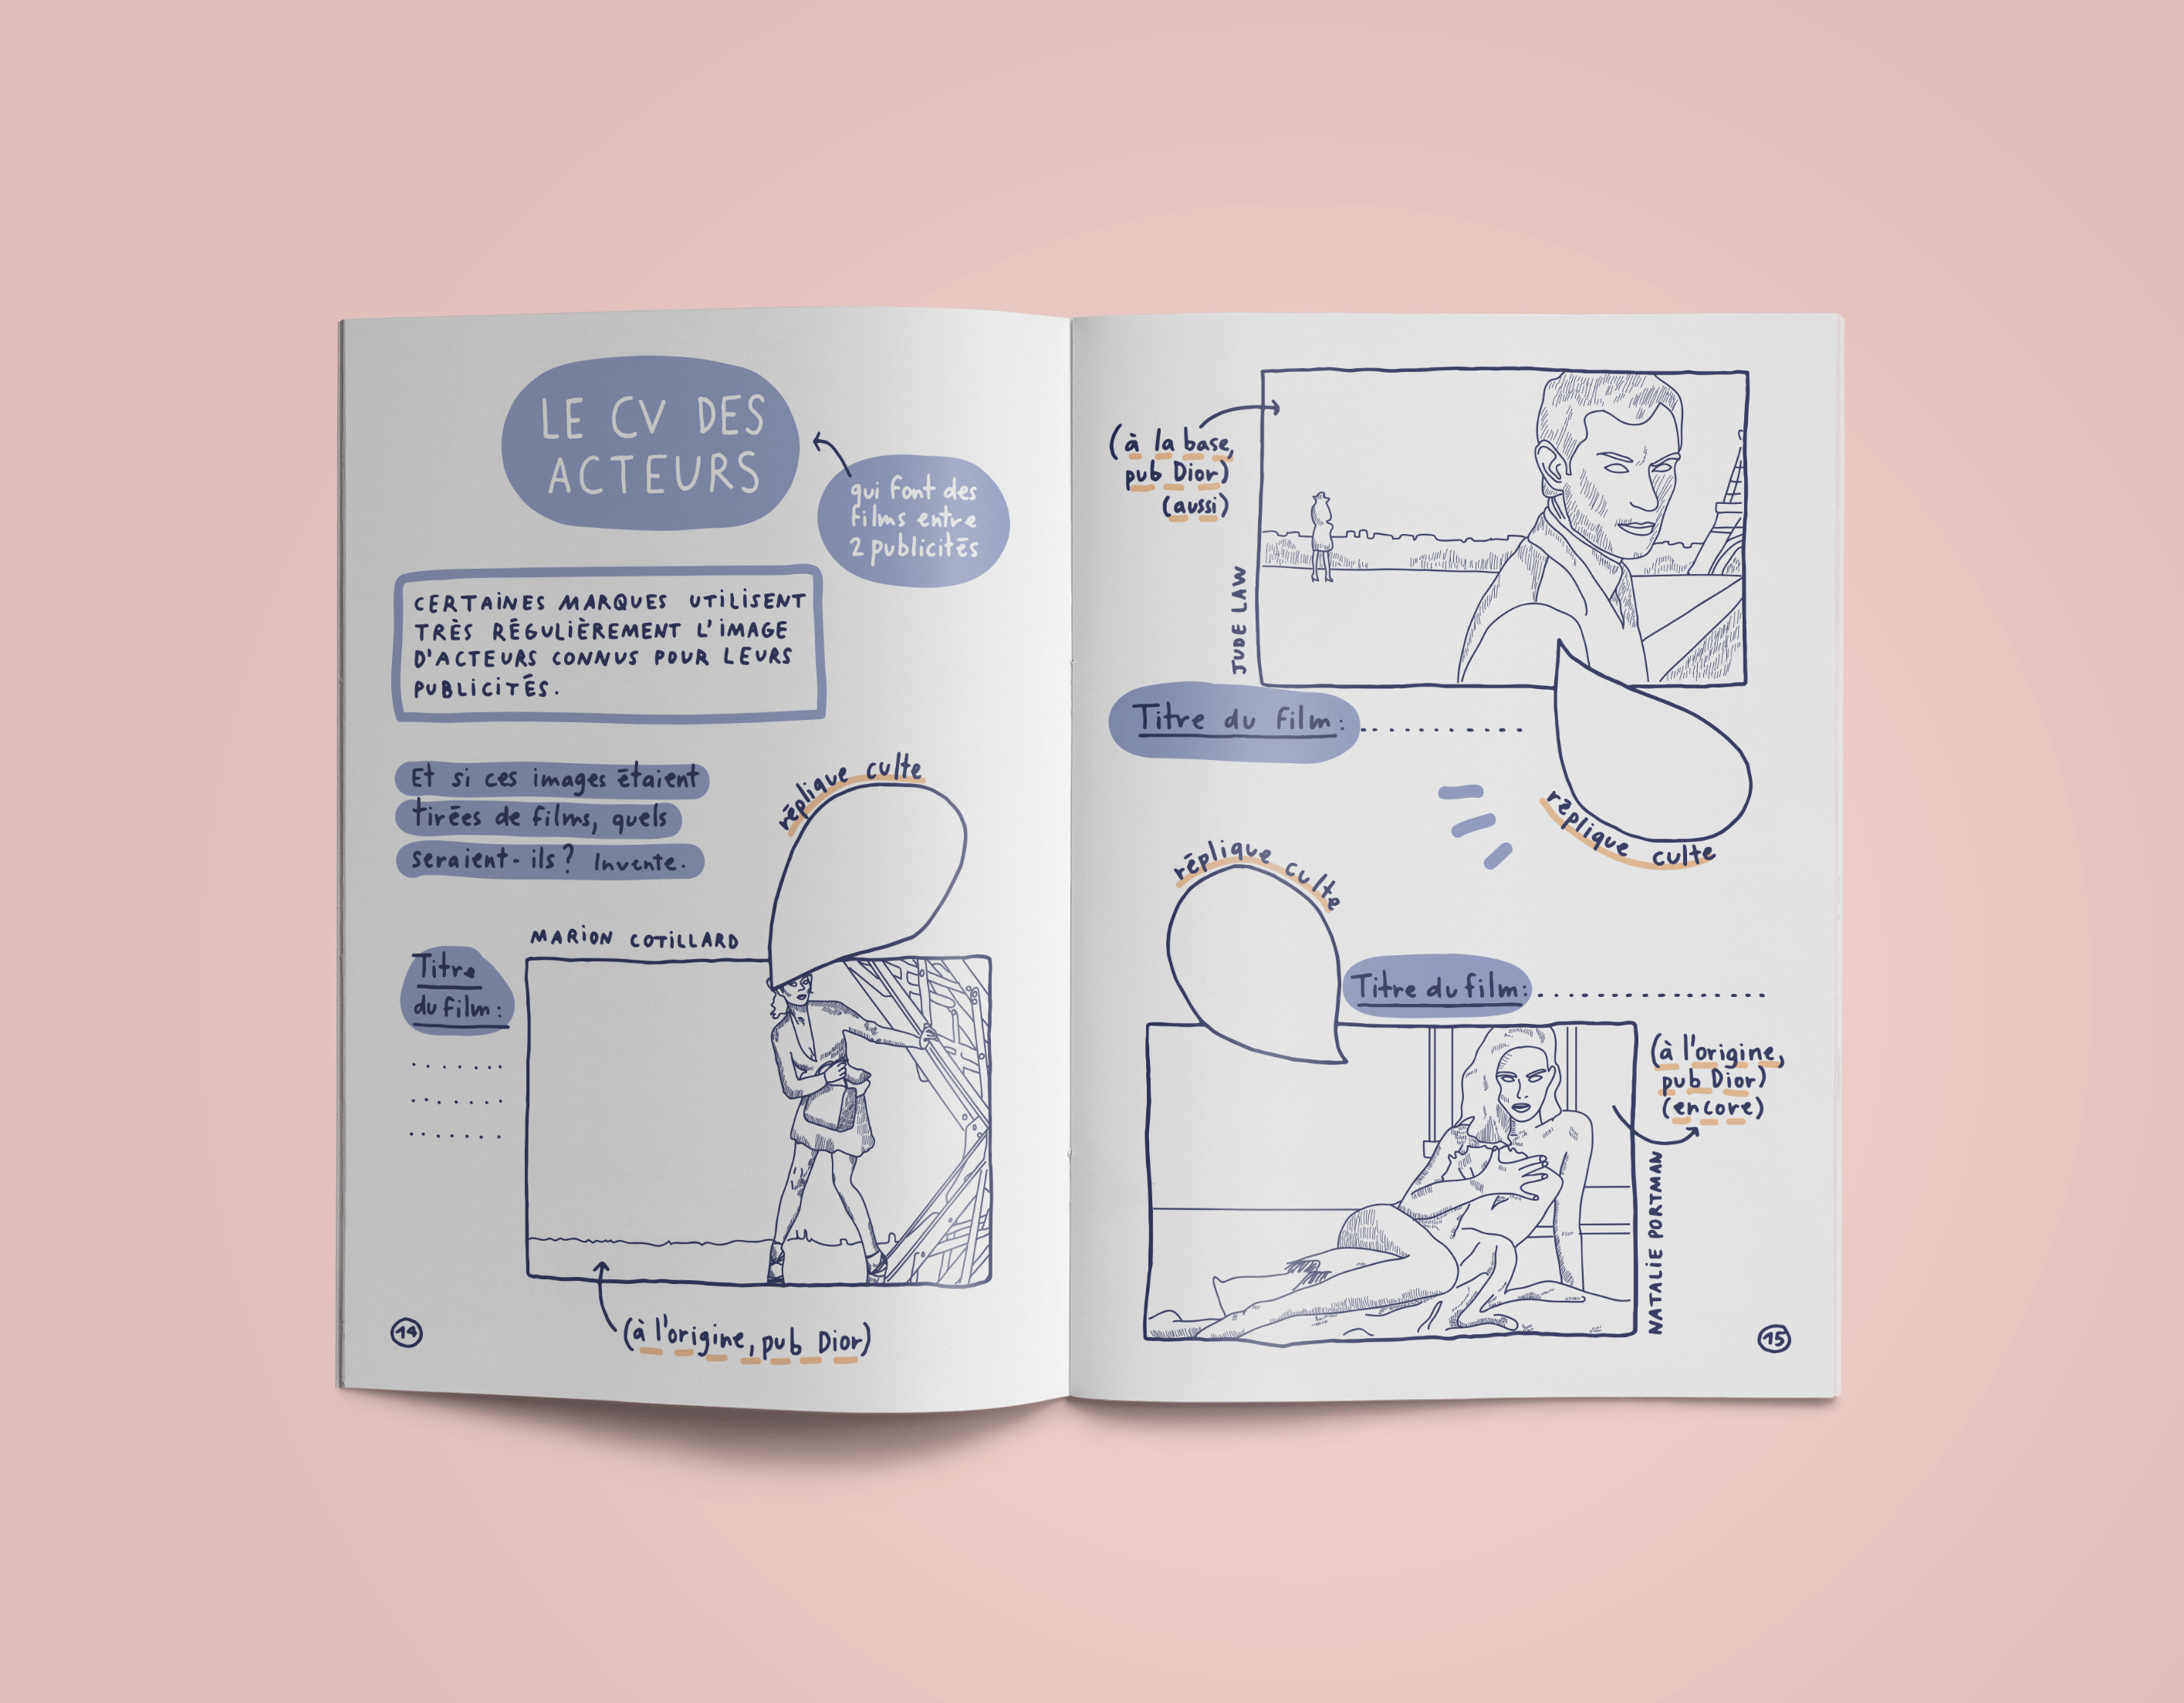 LE CV DES
ACTEURS
qui font des
films entre
2 publicités
CERTAINES MARQUES UTILISENT
TRÈS RÉGULIÈREMENT L'IMAGE
D'ACTEURS CONNUS POUR LEURS
PUBLICITÉS.
Et si ces images étaient
tirées de films, quels
seraient-ils? Invente.
réplique culte
MARION COTILLARD
Titre
du film:
(à l'origine, pub Dior)
14
(à la base,
pub Dior)
(aussi)
JUDE LAW
Titre du film:
réplique culte
réplique culte
Titre du film:
(à l'origine,
pub Dior)
(encore)
NATALIE PORTMAN
15